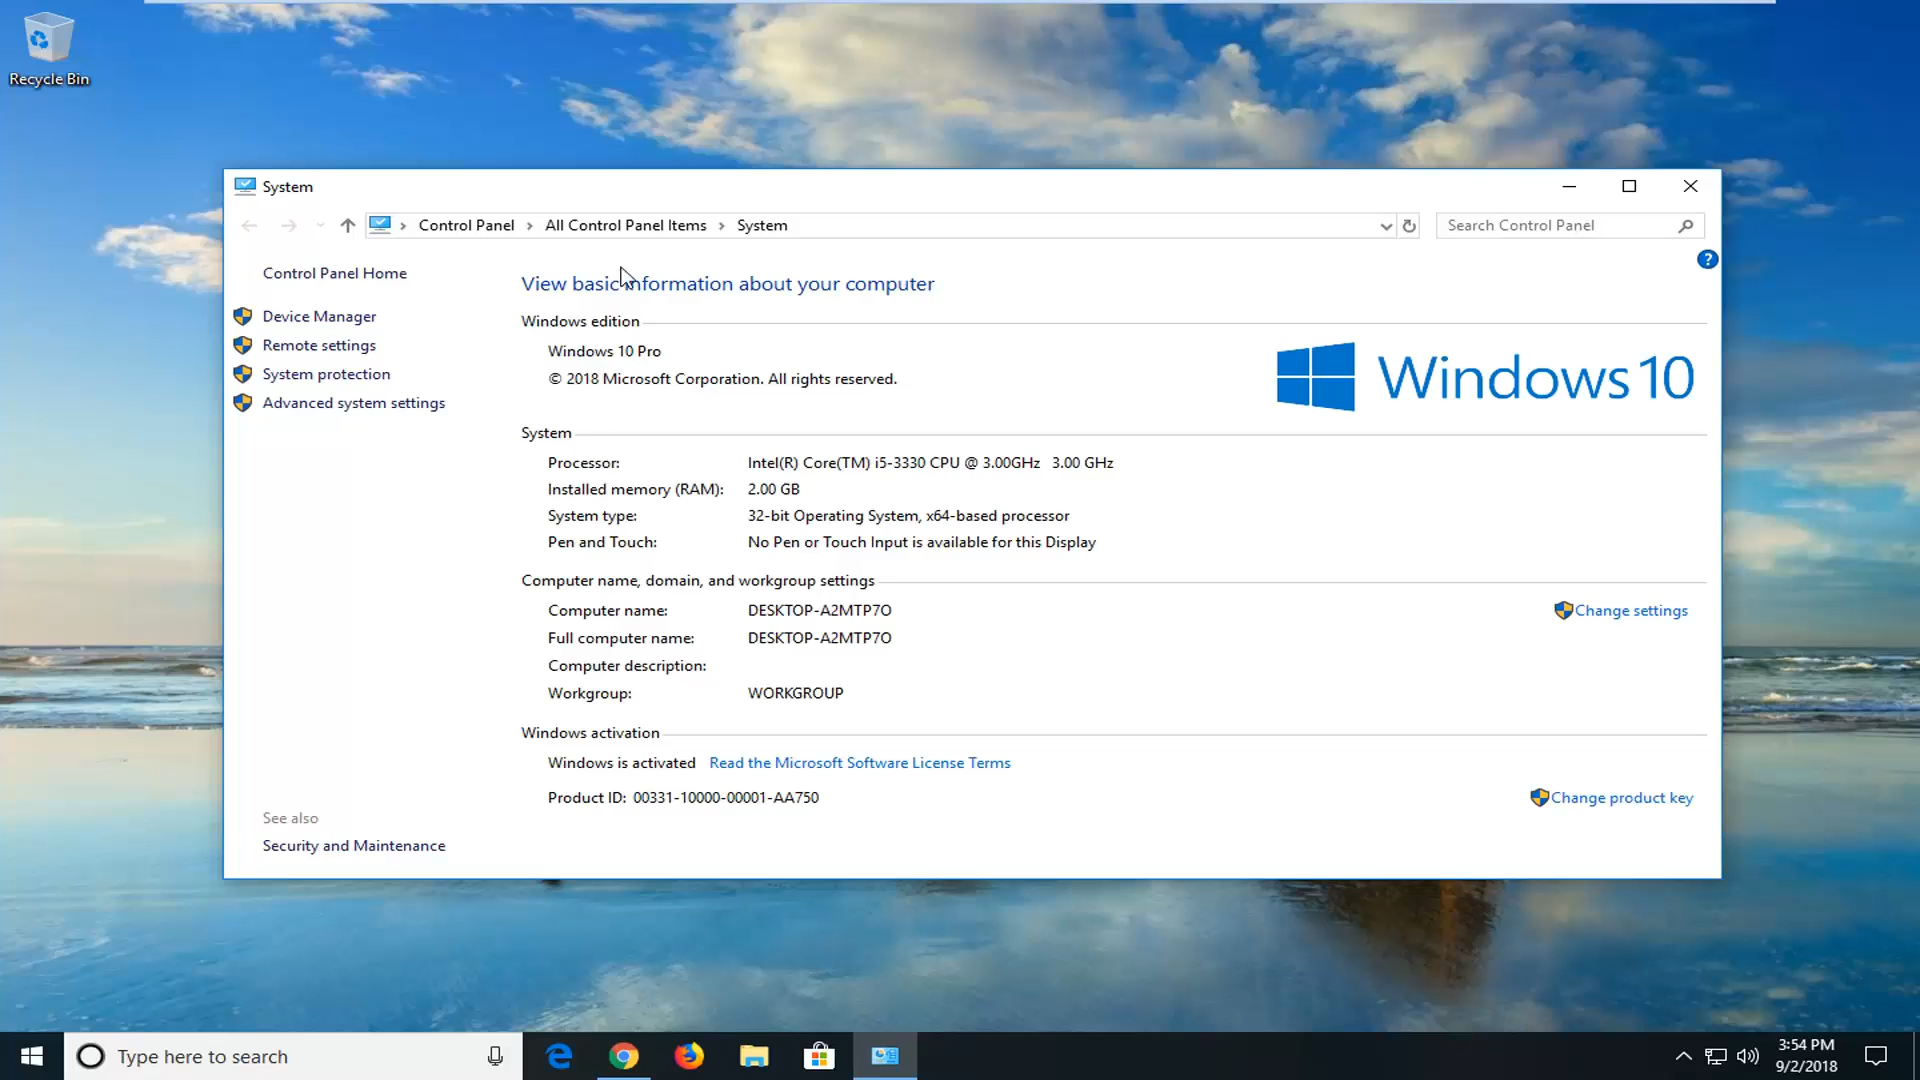 Recycle Bin
System
Control Panel > All Control Panel Items > System
Search Control Panel
?
Control Panel Home
Device Manager
Remote settings
System protection
Advanced system settings
View basic information about your computer
Windows edition
Windows 10 Pro
© 2018 Microsoft Corporation. All rights reserved.
Windows 10
System
Processor: Intel(R) Core(TM) i5-3330 CPU @ 3.00GHz 3.00 GHz
Installed memory (RAM): 2.00 GB
System type: 32-bit Operating System, x64-based processor
Pen and Touch: No Pen or Touch Input is available for this Display
Computer name, domain, and workgroup settings
Computer name: DESKTOP-A2MTP7O
Change settings
Full computer name: DESKTOP-A2MTP7O
Computer description:
Workgroup: WORKGROUP
Windows activation
Windows is activated Read the Microsoft Software License Terms
Product ID: 00331-10000-00001-AA750
Change product key
See also
Security and Maintenance
Type here to search
3:54 PM
9/2/2018